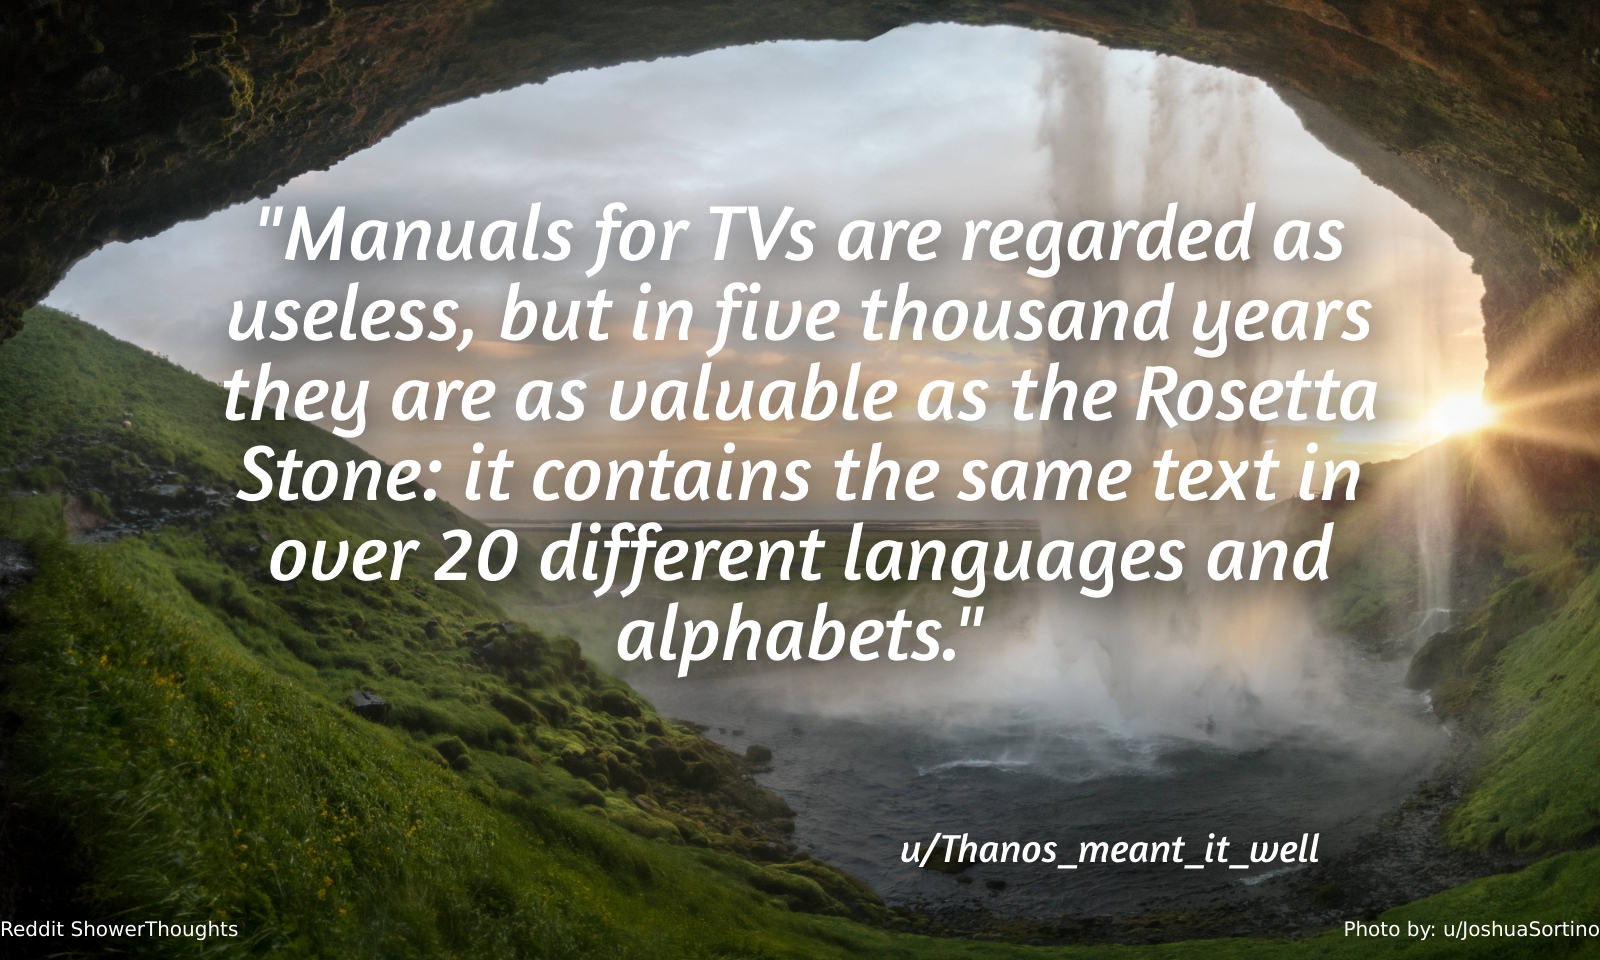 "Manuals for TVs are regarded as
useless, but in five thousand years
they are as valuable as the Rosetta
Stone: it contains the same text in
over 20 different languages and
alphabets."
u/Thanos_meant_it_well
Reddit ShowerThoughts
Photo by: u/JoshuaSortino